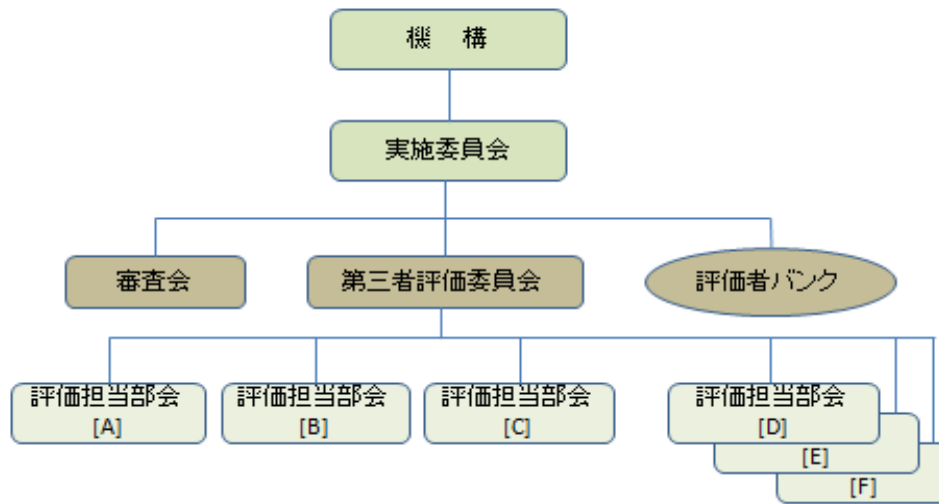 機 構
実施委員会
審査会
第三者評価委員会
評価者バンク
評価担当部会
[A]
評価担当部会
[B]
評価担当部会
[C]
評価担当部会
[D]
[E]
[F]